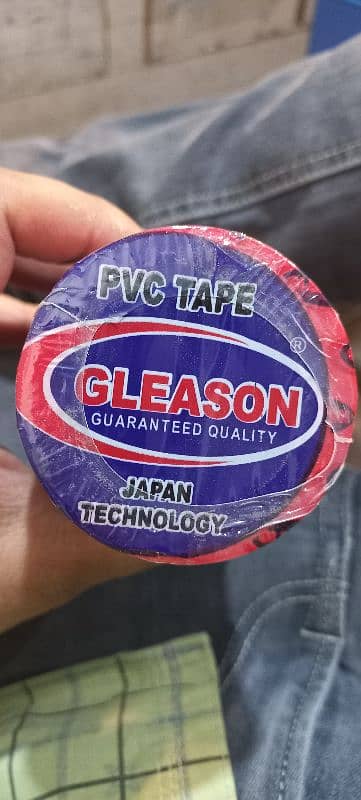 PVC TAPE
®
GLEASON
GUARANTEED QUALITY
JAPAN
TECHNOLOGY